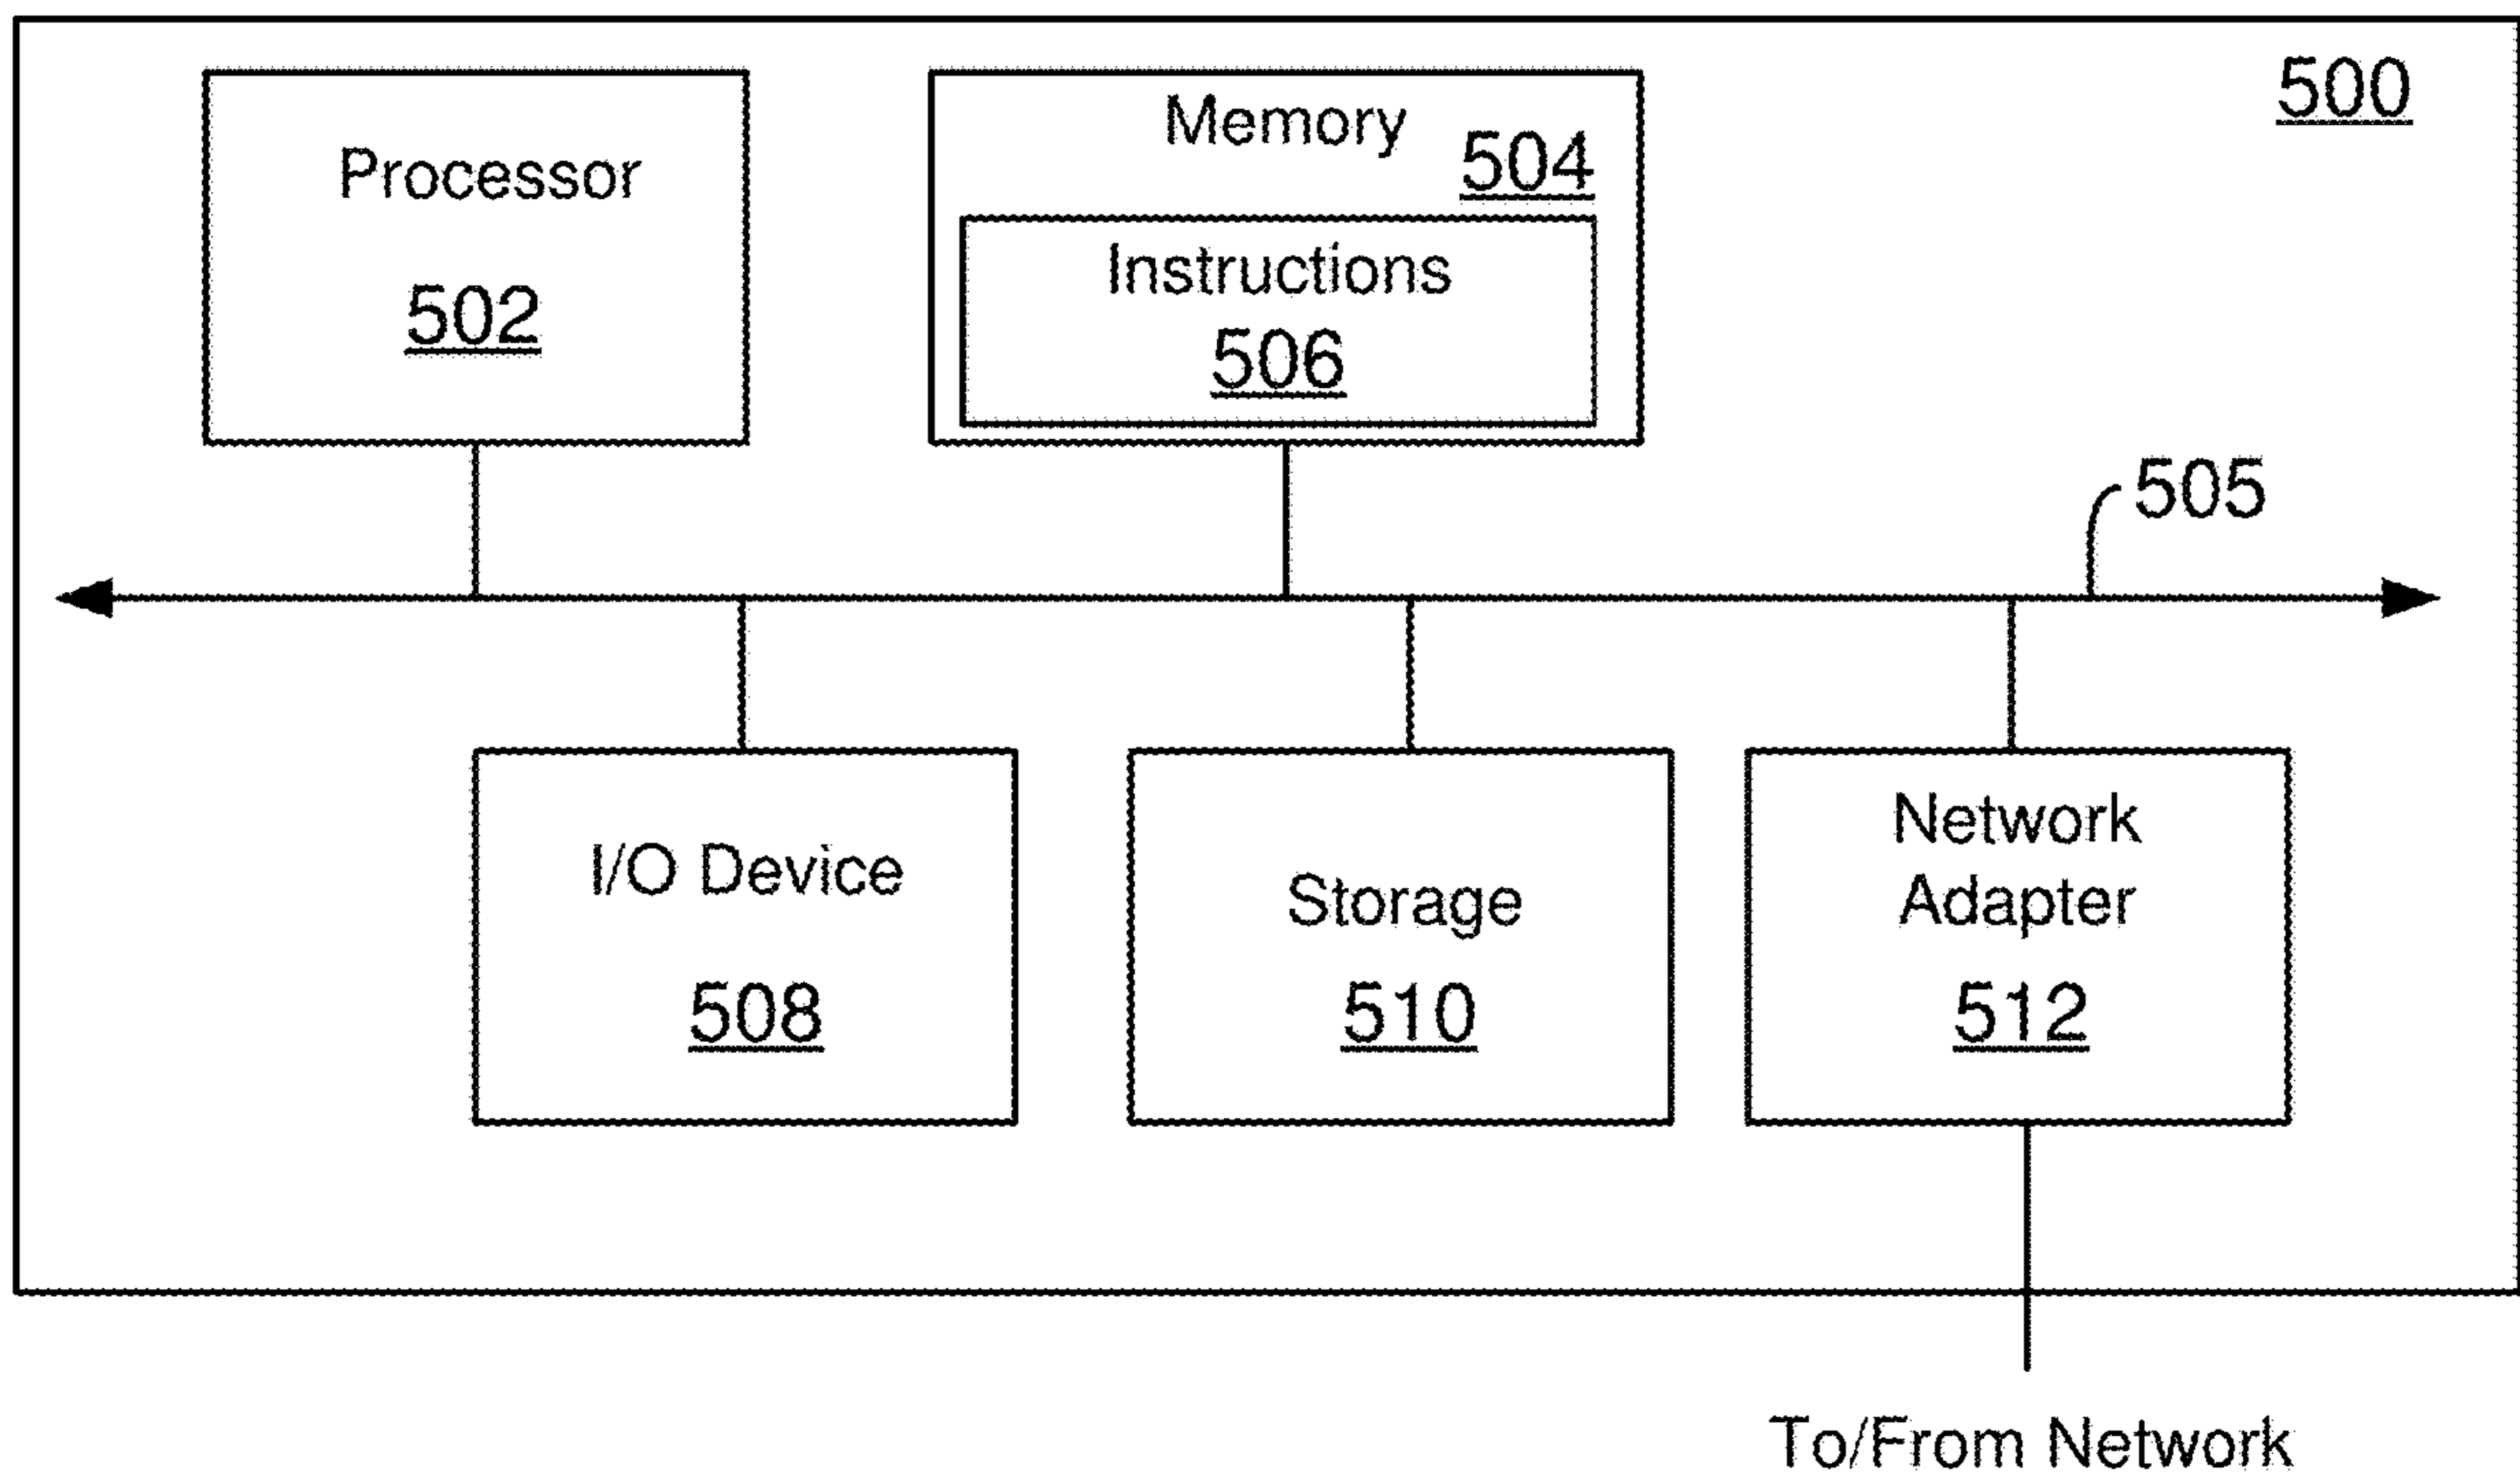 500
Processor
502
Memory
504
Instructions
506
505
I/O Device
508
Storage
510
Network
Adapter
512
To/From Network